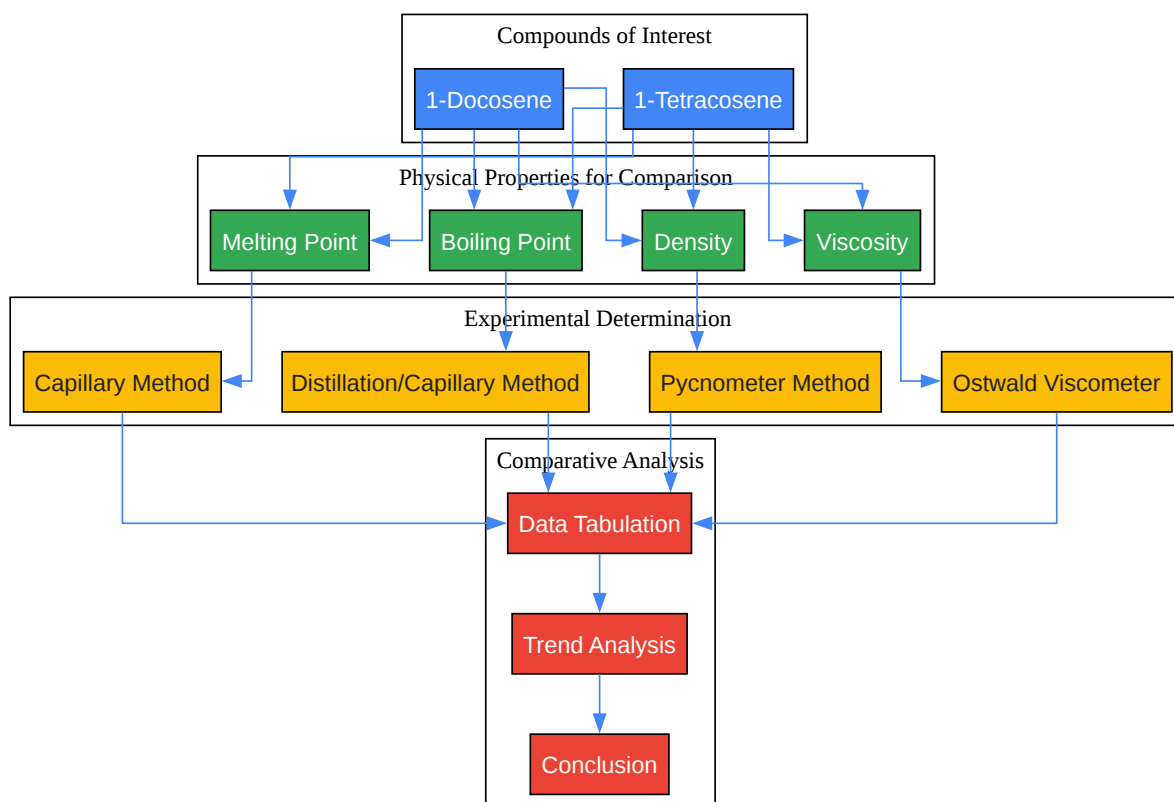 Compounds of Interest
1-Docosene
1-Tetracosene
Physical Properties for Comparison
Melting Point
Boiling Point
Density
Viscosity
Experimental Determination
Capillary Method
Distillation/Capillary Method
Pycnometer Method
Ostwald Viscometer
Comparative Analysis
Data Tabulation
Trend Analysis
Conclusion